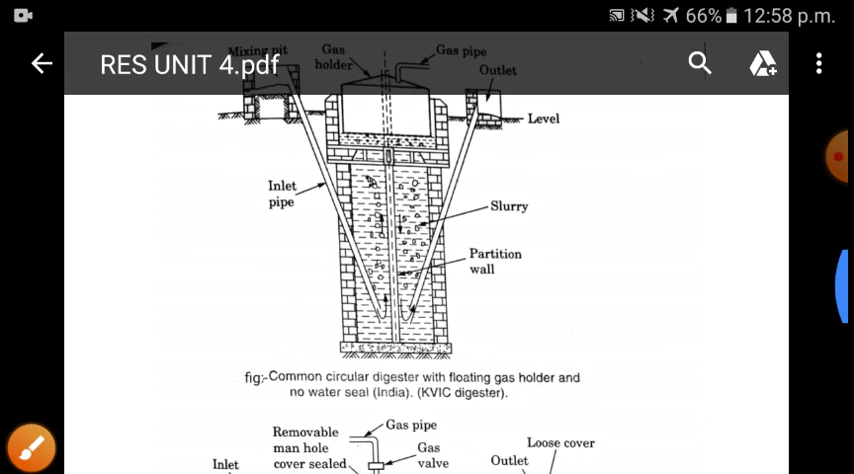 66% 12:58 p.m.
RES UNIT 4.pdf
Mixing pit
Gas
holder
Gas pipe
Outlet
Level
Inlet
pipe
Slurry
Partition
wall
fig:-Common circular digester with floating gas holder and
no water seal (India). (KVIC digester).
Gas pipe
Removable
man hole
cover sealed
Gas
valve
Loose cover
Inlet
Outlet